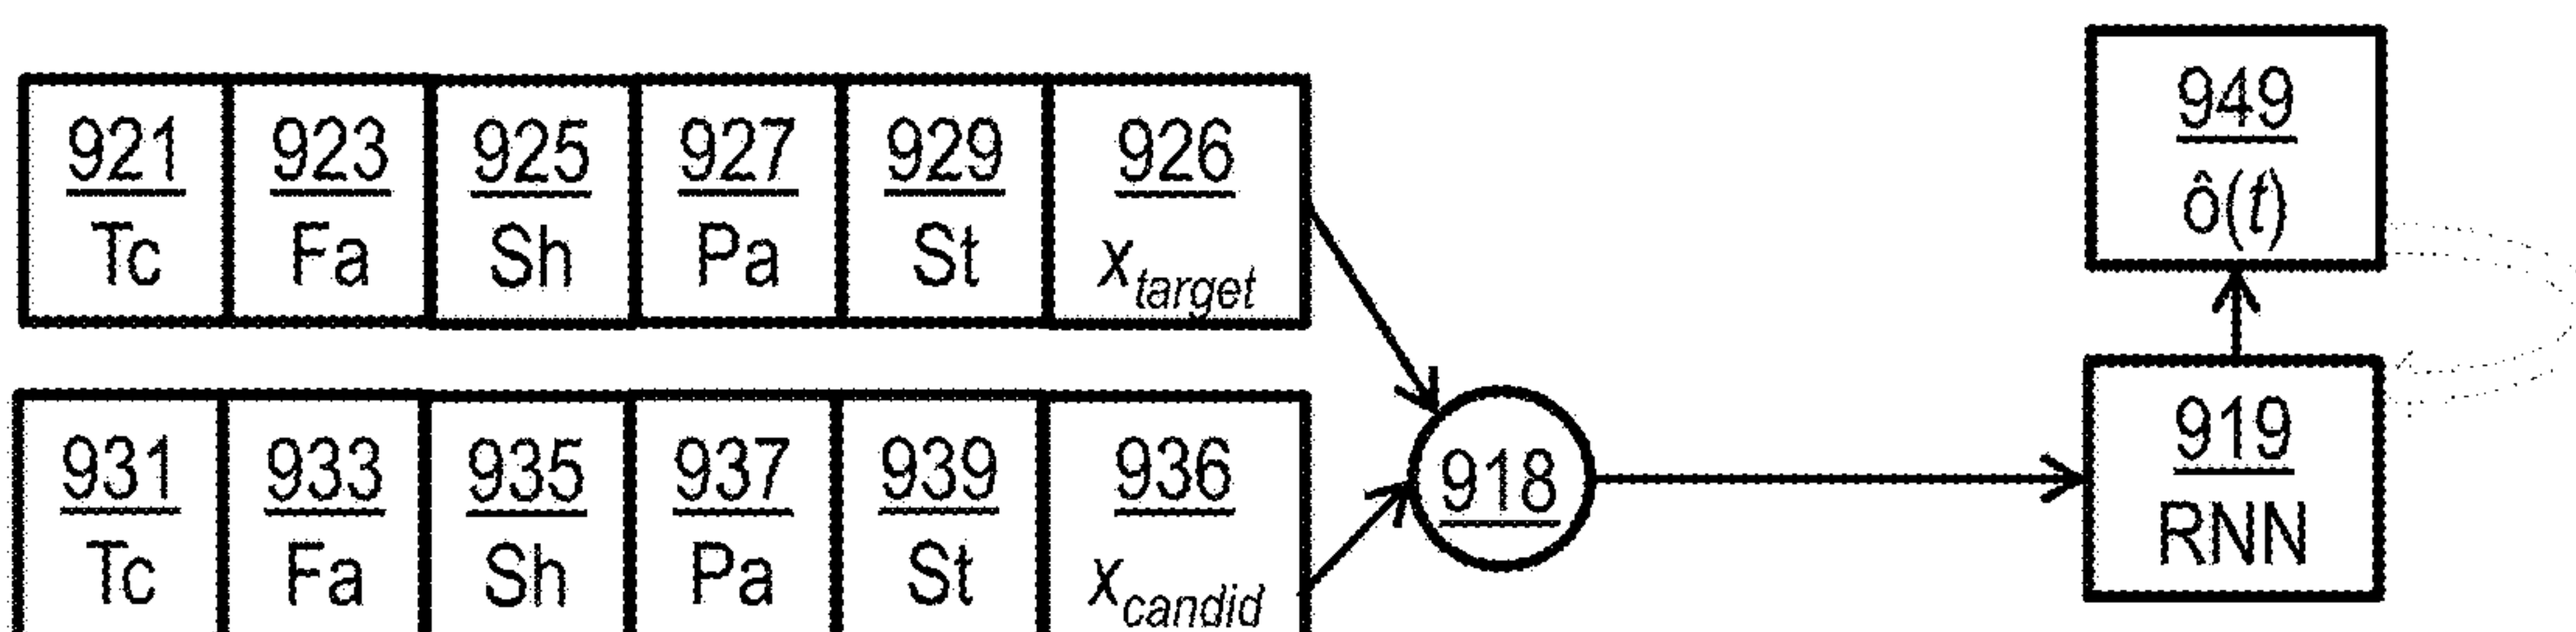 921 923 925 927 929 926
Tc Fa Sh Pa St x_target
931 933 935 937 939 936
Tc Fa Sh Pa St x_candid
918
949
ô(t)
919
RNN